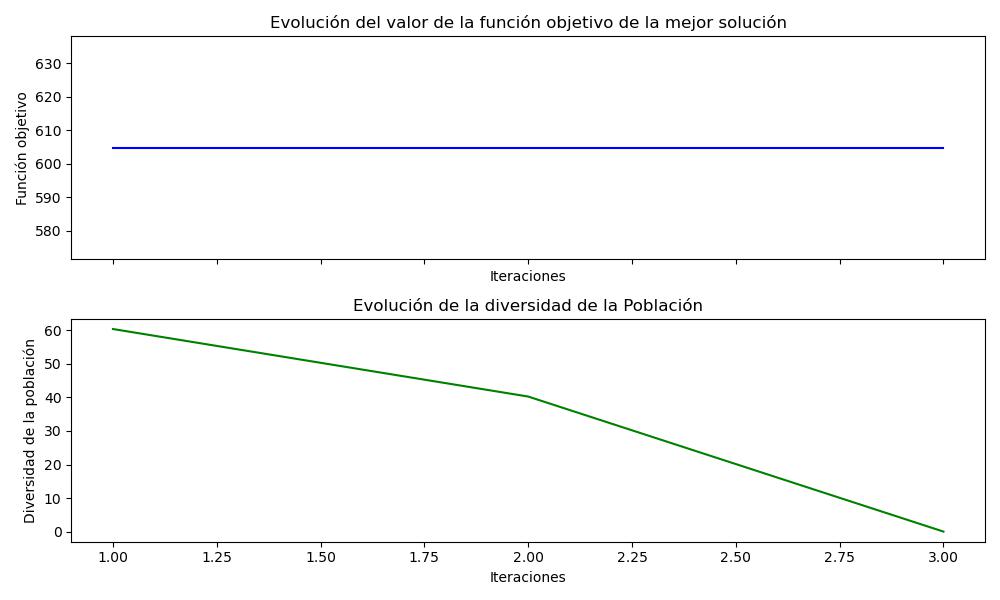 Evolución del valor de la función objetivo de la mejor solución
Función objetivo
630
620
610
600
590
580
Iteraciones
Evolución de la diversidad de la Población
Diversidad de la población
60
50
40
30
20
10
0
1.00 1.25 1.50 1.75 2.00 2.25 2.50 2.75 3.00
Iteraciones